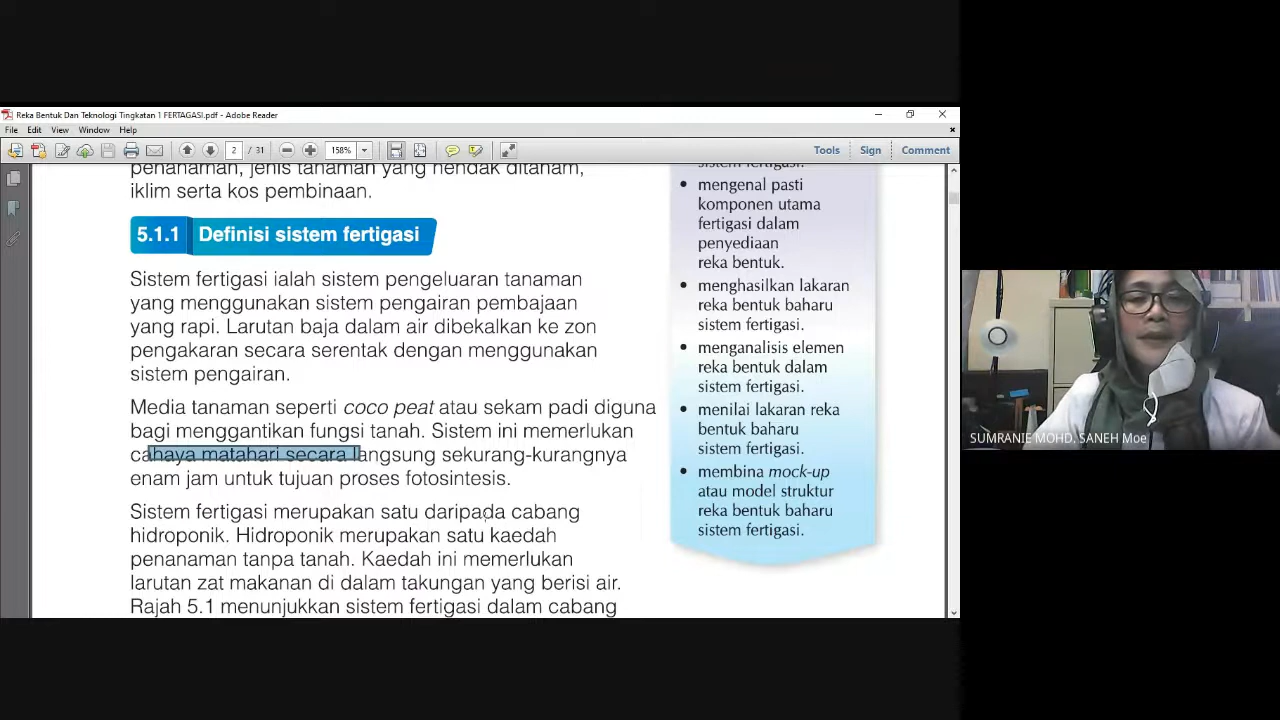 Reka Bentuk Dan Teknologi Tingkatan 1 FERTAGASI.pdf - Adobe Reader
File Edit View Window Help
2 / 31
158%
Tools Sign Comment
penanaman, jenis tanaman yang hendak ditanam,
iklim serta kos pembinaan.
5.1.1 Definisi sistem fertigasi
Sistem fertigasi ialah sistem pengeluaran tanaman
yang menggunakan sistem pengairan pembajaan
yang rapi. Larutan baja dalam air dibekalkan ke zon
pengakaran secara serentak dengan menggunakan
sistem pengairan.
Media tanaman seperti coco peat atau sekam padi diguna
bagi menggantikan fungsi tanah. Sistem ini memerlukan
cahaya matahari secara langsung sekurang-kurangnya
enam jam untuk tujuan proses fotosintesis.
Sistem fertigasi merupakan satu daripada cabang
hidroponik. Hidroponik merupakan satu kaedah
penanaman tanpa tanah. Kaedah ini memerlukan
larutan zat makanan di dalam takungan yang berisi air.
Rajah 5.1 menunjukkan sistem fertigasi dalam cabang
sistem fertigasi.
• mengenal pasti
komponen utama
fertigasi dalam
penyediaan
reka bentuk.
• menghasilkan lakaran
reka bentuk baharu
sistem fertigasi.
• menganalisis elemen
reka bentuk dalam
sistem fertigasi.
• menilai lakaran reka
bentuk baharu
sistem fertigasi.
• membina mock-up
atau model struktur
reka bentuk baharu
sistem fertigasi.
SUMRANIE MOHD. SANEH Moe